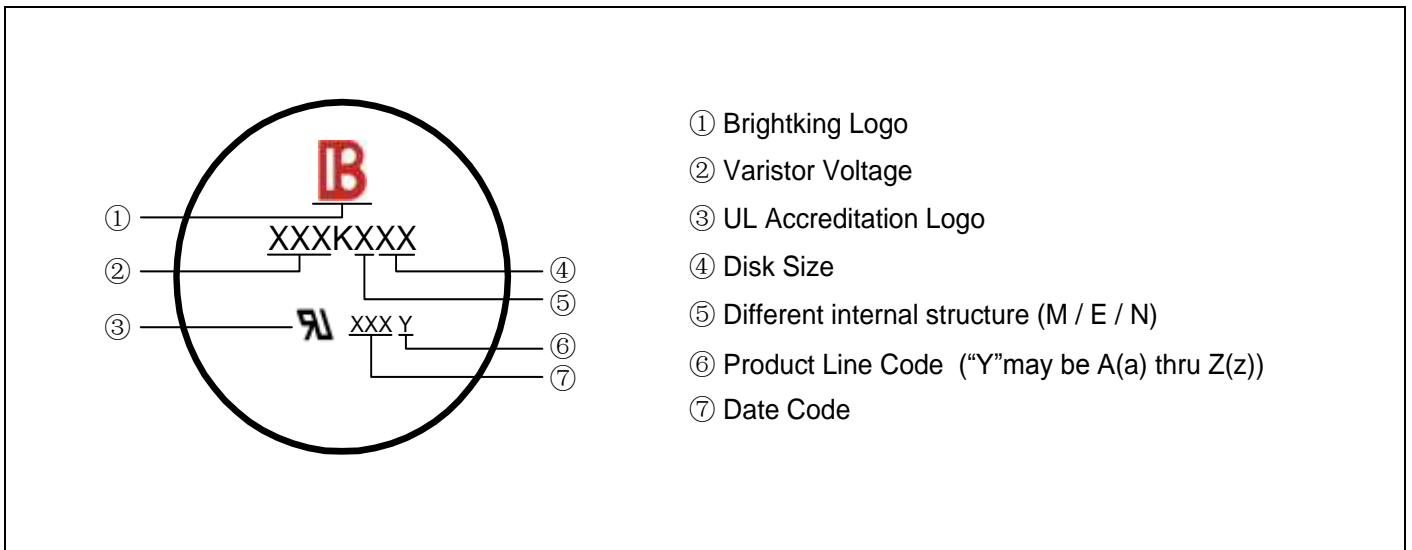 B
① XXXKXXX
② ④
⑤
③ RU XXX Y
⑥
⑦
① Brightking Logo
② Varistor Voltage
③ UL Accreditation Logo
④ Disk Size
⑤ Different internal structure (M / E / N)
⑥ Product Line Code (“Y”may be A(a) thru Z(z))
⑦ Date Code